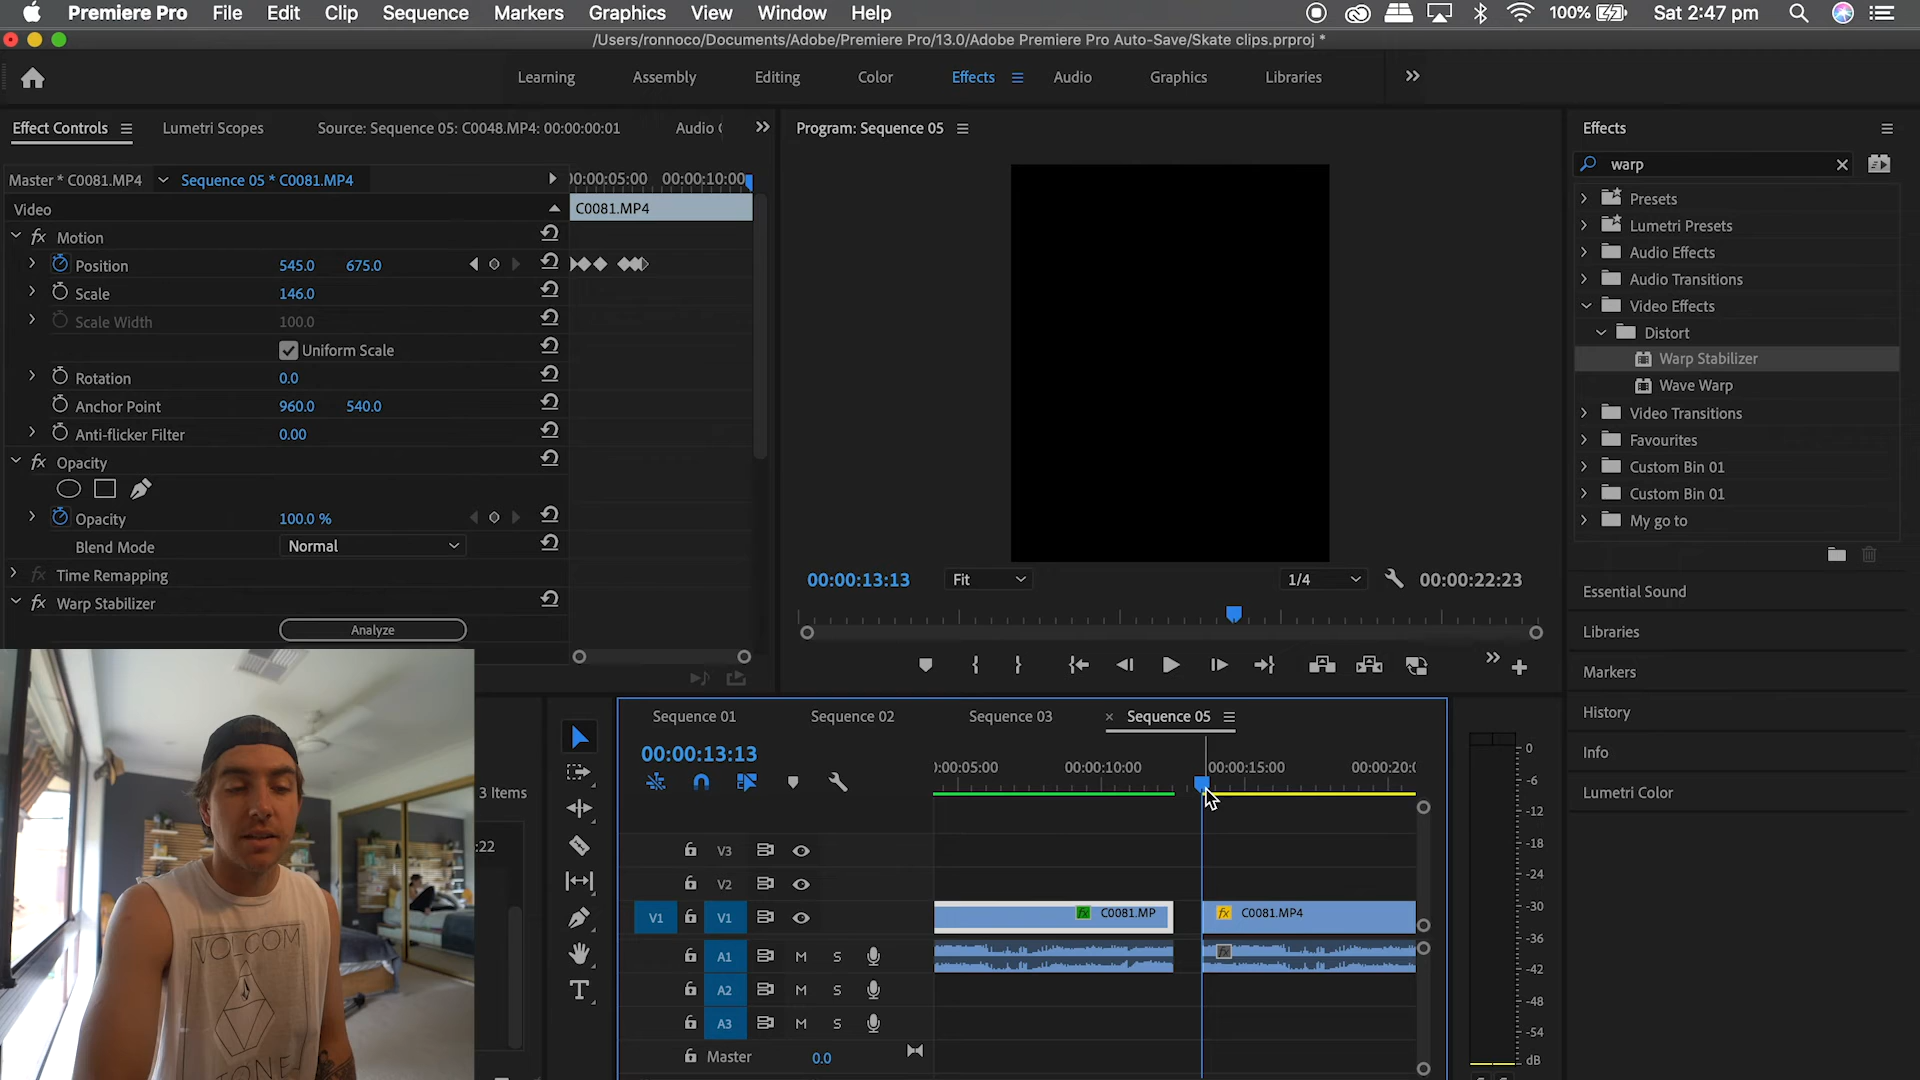 Premiere Pro File Edit Clip Sequence Markers Graphics View Window Help 100% Sat 2:47 pm
/Users/ronnoco/Documents/Adobe/Premiere Pro/13.0/Adobe Premiere Pro Auto-Save/Skate clips.prproj *
Learning Assembly Editing Color Effects Audio Graphics Libraries
Effect Controls Lumetri Scopes Source: Sequence 05: C0048.MP4: 00:00:00:01 Audio
Program: Sequence 05
Effects
warp
Master * C0081.MP4 Sequence 05 * C0081.MP4 00:00:10:00
Video C0081.MP4
Motion
Position 545.0 675.0
Scale 146.0
Scale Width 100.0
Uniform Scale
Rotation 0.0
Anchor Point 960.0 540.0
Anti-flicker Filter 0.00
Opacity
Opacity 100.0 %
Blend Mode Normal
Time Remapping
Warp Stabilizer
Analyze
00:00:13:13 Fit 1/4 00:00:22:23
Presets
Lumetri Presets
Audio Effects
Audio Transitions
Video Effects
Distort
Warp Stabilizer
Wave Warp
Video Transitions
Favourites
Custom Bin 01
Custom Bin 01
My go to
Essential Sound
Libraries
Markers
History
Info
Lumetri Color
3 Items
:22
Sequence 01 Sequence 02 Sequence 03 × Sequence 05
00:00:13:13
:00:05:00 00:00:10:00 00:00:15:00 00:00:20:0
V3
V2
V1 V1 fx C0081.MP fx C0081.MP4
A1 M S fx
A2 M S
A3 M S
Master 0.0
0
-6
-12
-18
-24
-30
-36
-42
-48
-54
dB
VOLCOM
STONE